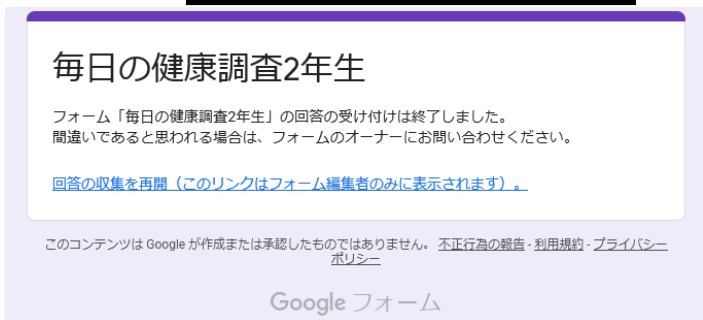 毎日の健康調査2年生
フォーム「毎日の健康調査2年生」の回答の受け付けは終了しました。
間違いであると思われる場合は、フォームのオーナーにお問い合わせください。
回答の収集を再開（このリンクはフォーム編集者のみに表示されます）。
このコンテンツは Google が作成または承認したものではありません。 不正行為の報告 - 利用規約 - プライバシー
ポリシー
Google フォーム